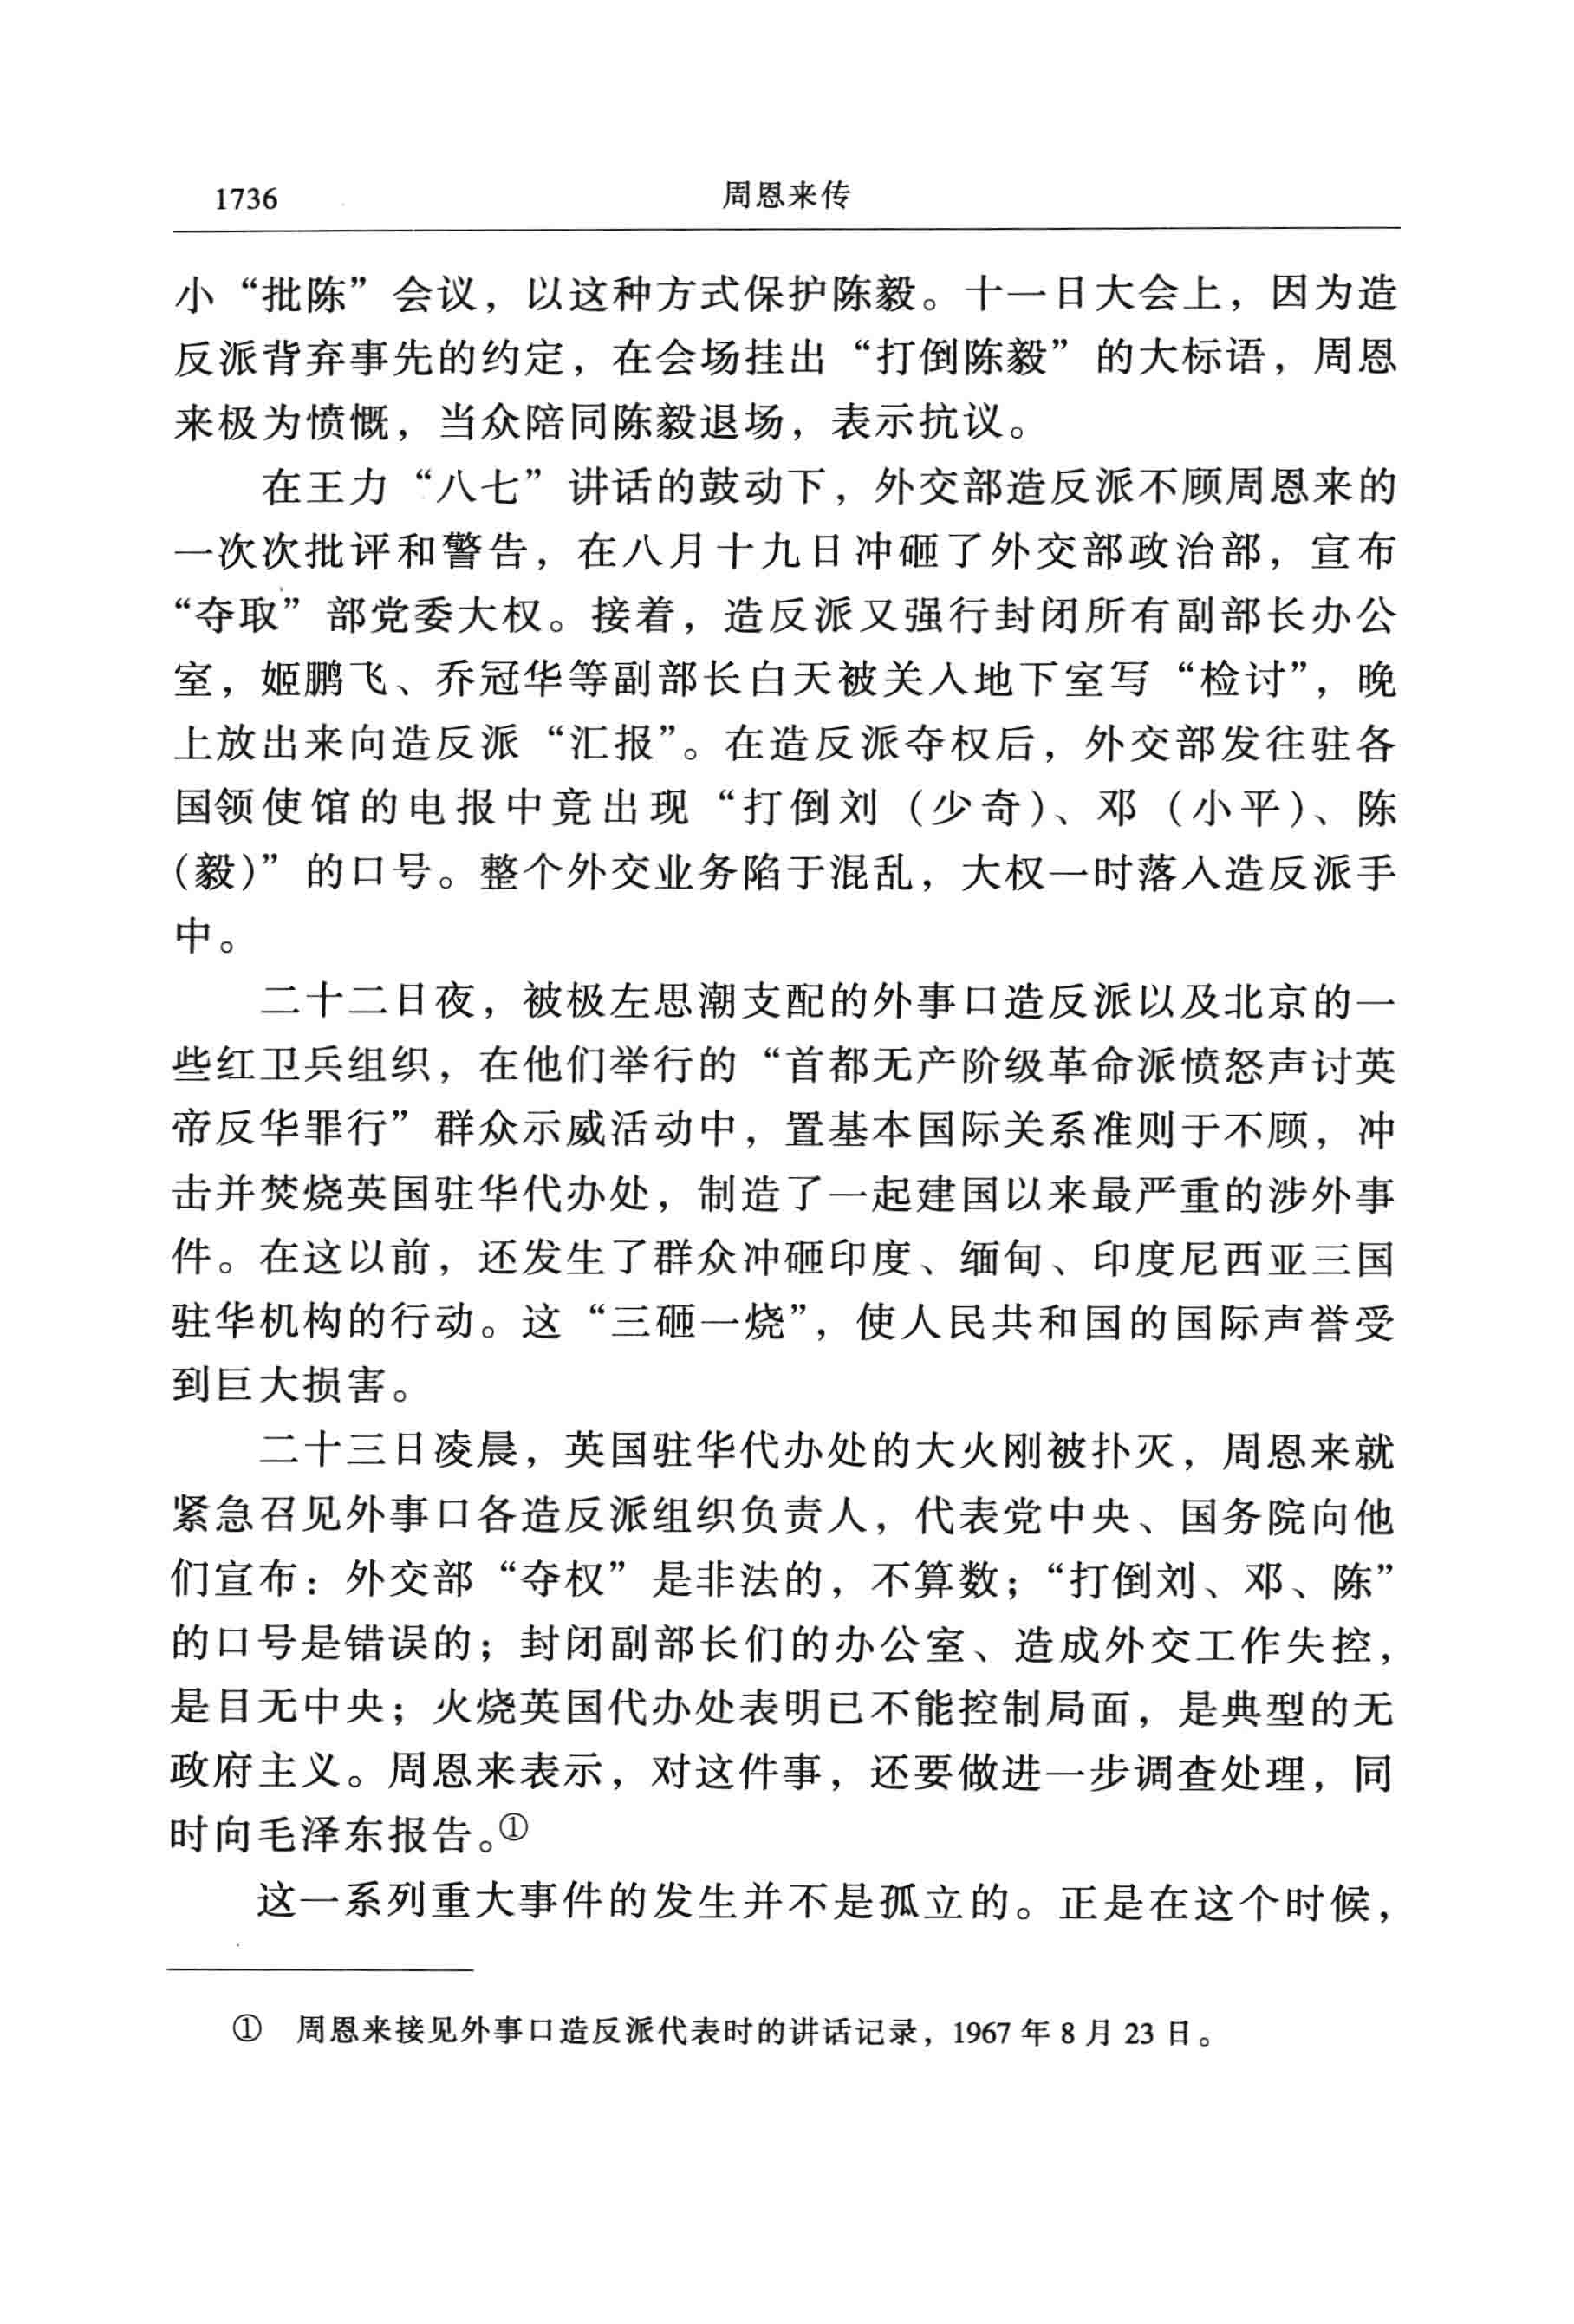 1736 周恩来传
小“批陈”会议，以这种方式保护陈毅。十一日大会上，因为造
反派背弃事先的约定，在会场挂出“打倒陈毅”的大标语，周恩
来极为愤慨，当众陪同陈毅退场，表示抗议。
在王力“八七”讲话的鼓动下，外交部造反派不顾周恩来的
一次次批评和警告，在八月十九日冲砸了外交部政治部，宣布
“夺取”部党委大权。接着，造反派又强行封闭所有副部长办公
室，姬鹏飞、乔冠华等副部长白天被关入地下室写“检讨”，晚
上放出来向造反派“汇报”。在造反派夺权后，外交部发往驻各
国领使馆的电报中竟出现“打倒刘（少奇）、邓（小平）、陈
（毅）”的口号。整个外交业务陷于混乱，大权一时落入造反派手
中。
二十二日夜，被极左思潮支配的外事口造反派以及北京的一
些红卫兵组织，在他们举行的“首都无产阶级革命派愤怒声讨英
帝反华罪行”群众示威活动中，置基本国际关系准则于不顾，冲
击并焚烧英国驻华代办处，制造了一起建国以来最严重的涉外事
件。在这以前，还发生了群众冲砸印度、缅甸、印度尼西亚三国
驻华机构的行动。这“三砸一烧”，使人民共和国的国际声誉受
到巨大损害。
二十三日凌晨，英国驻华代办处的大火刚被扑灭，周恩来就
紧急召见外事口各造反派组织负责人，代表党中央、国务院向他
们宣布：外交部“夺权”是非法的，不算数；“打倒刘、邓、陈”
的口号是错误的；封闭副部长们的办公室、造成外交工作失控，
是目无中央；火烧英国代办处表明已不能控制局面，是典型的无
政府主义。周恩来表示，对这件事，还要做进一步调查处理，同
时向毛泽东报告。①
这一系列重大事件的发生并不是孤立的。正是在这个时候，
① 周恩来接见外事口造反派代表时的讲话记录，1967年8月23日。